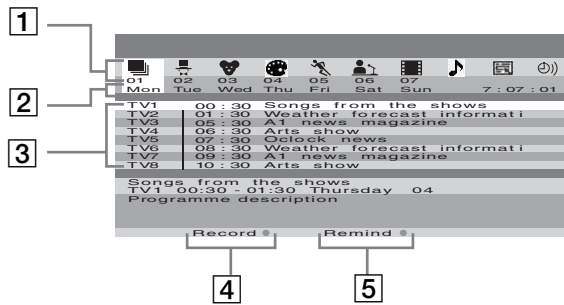 1
01 02 03 04 05 06 07
2
Mon Tue Wed Thu Fri Sat Sun 7 : 07 : 01
TV1 00 : 30 Songs from the shows
TV2 01 : 30 Weather forecast informati
TV3 05 : 30 A1 news magazine
3
TV4 06 : 30 Arts show
TV5 07 : 30 Oclock news
TV6 08 : 30 Weather forecast informati
TV7 09 : 30 A1 news magazine
TV8 10 : 30 Arts show
Songs from the shows
TV1 00:30 - 01:30 Thursday 04
Programme description
Record Remind
4 5